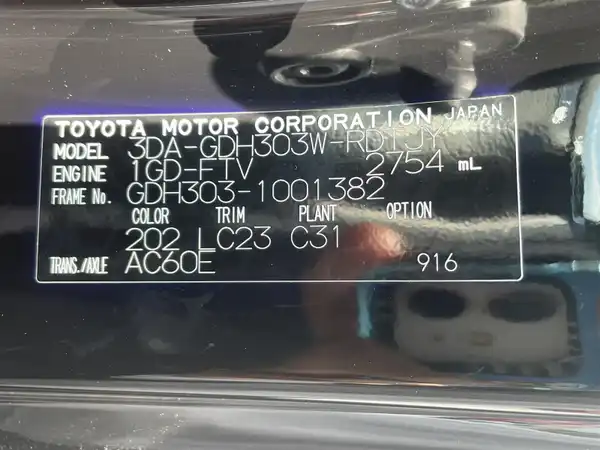 TOYOTA MOTOR CORPORATION JAPAN
MODEL 3DA-GDH303W-RDTJY
ENGINE 1GD-FTV 2754 mL
FRAME No. GDH303-1001382
COLOR TRIM PLANT OPTION
202 LC23 C31
TRANS./AXLE AC60E 916